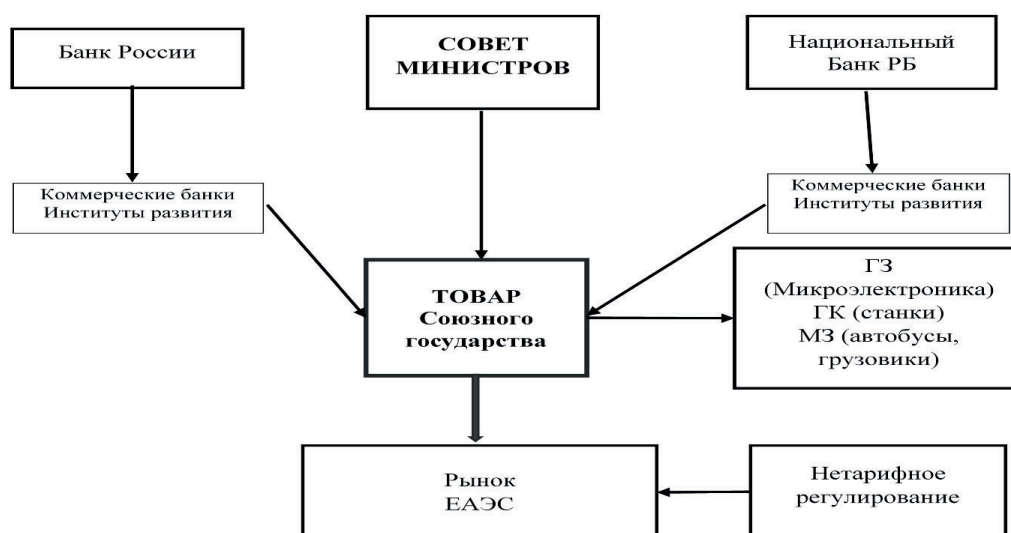 Банк России
СОВЕТ
МИНИСТРОВ
Национальный
Банк РБ
Коммерческие банки
Институты развития
Коммерческие банки
Институты развития
ТОВАР
Союзного
государства
ГЗ
(Микроэлектроника)
ГК (станки)
МЗ (автобусы,
грузовики)
Рынок
ЕАЭС
Нетарифное
регулирование